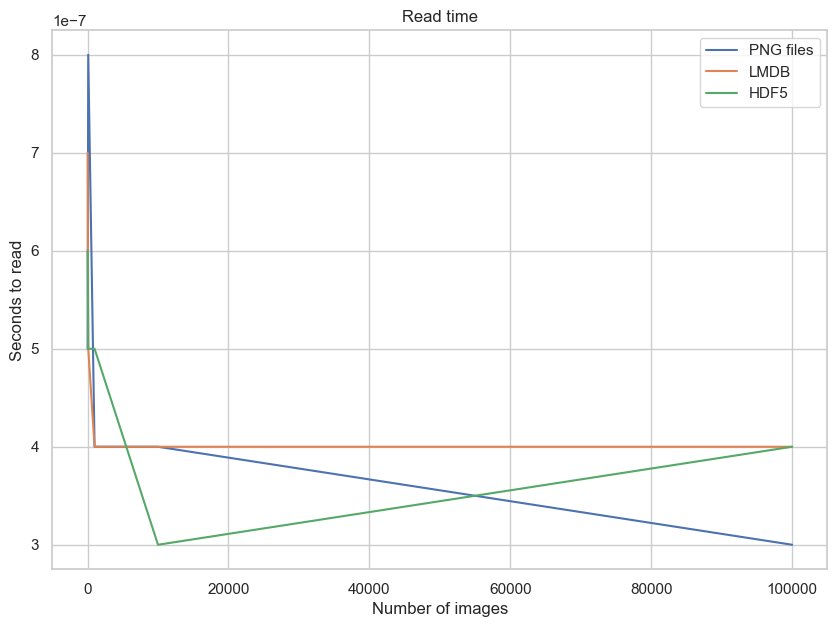 Read time
1e−7
PNG files
LMDB
HDF5
8
7
6
5
4
3
Seconds to read
0
20000
40000
60000
80000
100000
Number of images